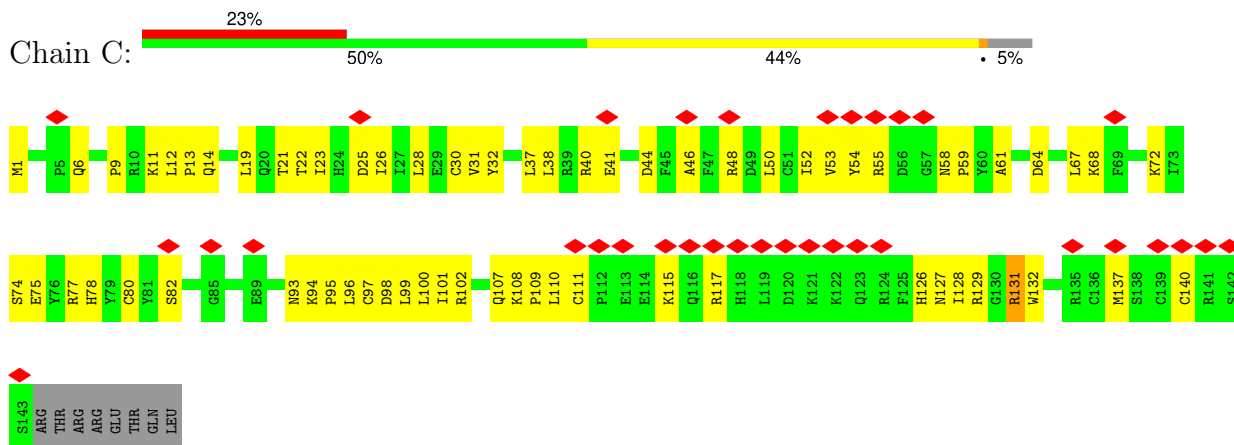 23%
Chain C:
50% 44% • 5%
M1 P5 Q6 P9 R10 K11 L12 P13 Q14 L19 Q20 T21 T22 I23 H24 D25 I26 I27 L28 E29 C30 V31 Y32 L37 L38 R39 R40 E41 D44 F45 A46 F47 R48 D49 L50 C51 I52 V53 Y54 R55 D56 G57 N58 P59 Y60 A61 D64 L67 K68 F69 K72 I73
S74 E75 Y76 R77 H78 Y79 C80 Y81 S82 G85 E89 N93 K94 P95 L96 C97 D98 L99 L100 I101 R102 Q107 K108 P109 L110 C111 P112 E113 E114 K115 Q116 R117 H118 L119 D120 K121 K122 Q123 R124 F125 H126 N127 I128 R129 G130 R131 W132 R135 C136 M137 S138 C139 C140 R141 S142
S143 ARG THR ARG ARG GLU THR GLN LEU